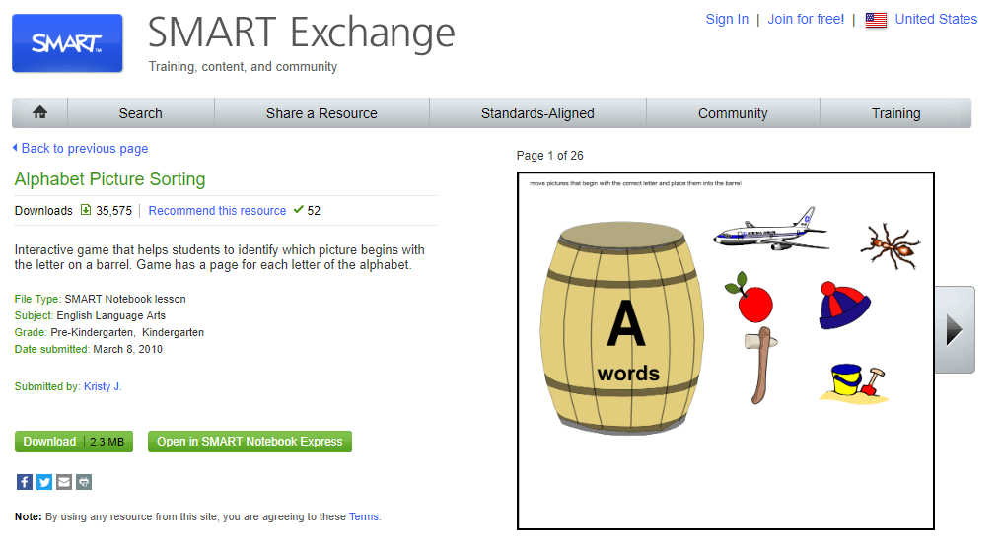 SMART™
SMART Exchange
Training, content, and community
Sign In | Join for free! | United States
Search
Share a Resource
Standards-Aligned
Community
Training
Back to previous page
Alphabet Picture Sorting
Downloads 35,575 | Recommend this resource 52
Interactive game that helps students to identify which picture begins with
the letter on a barrel. Game has a page for each letter of the alphabet.
File Type: SMART Notebook lesson
Subject: English Language Arts
Grade: Pre-Kindergarten, Kindergarten
Date submitted: March 8, 2010
Submitted by: Kristy J.
Download | 2.3 MB
Open in SMART Notebook Express
Note: By using any resource from this site, you are agreeing to these Terms.
Page 1 of 26
move pictures that begin with the correct letter and place them into the barrel
A
words